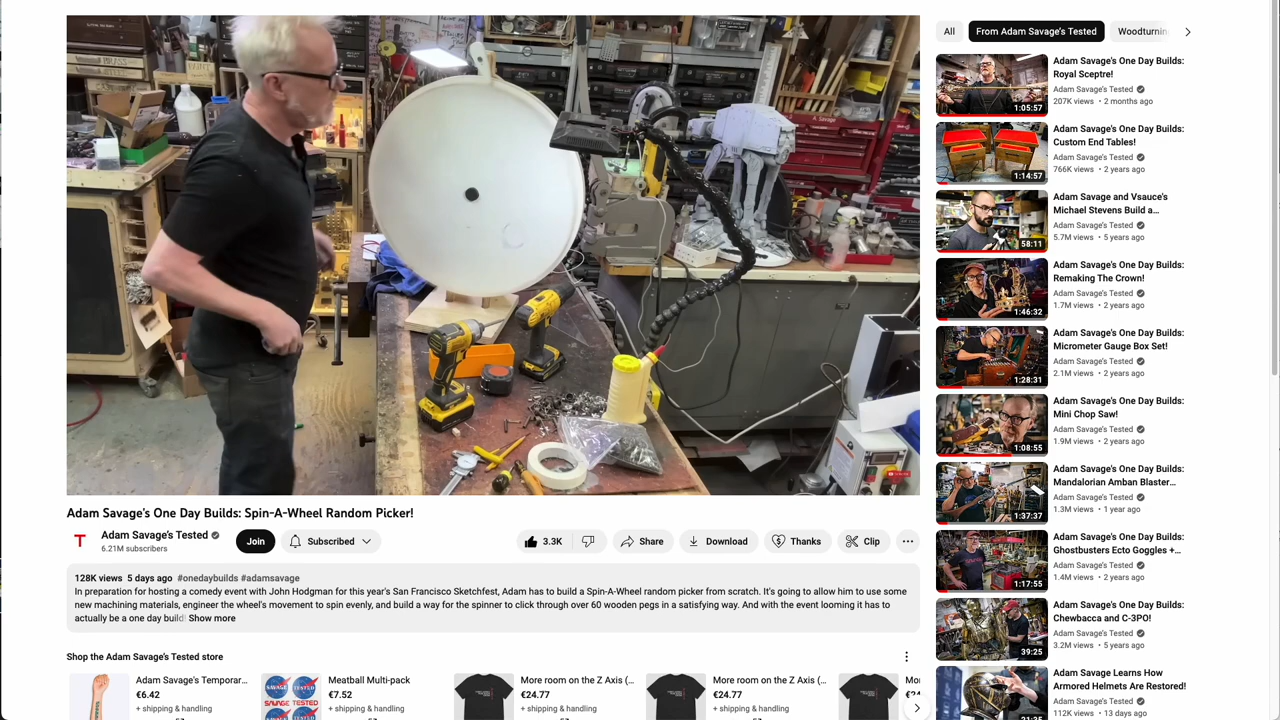 Adam Savage's One Day Builds: Spin-A-Wheel Random Picker!
Adam Savage's Tested
6.21M subscribers
Join
Subscribed
3.3K
Share
Download
Thanks
Clip
128K views 5 days ago #onedaybuilds #adamsavage
In preparation for hosting a comedy event with John Hodgman for this year's San Francisco Sketchfest, Adam has to build a Spin-A-Wheel random picker from scratch. It's going to allow him to use some
new machining materials, engineer the wheel's movement to spin evenly, and build a way for the spinner to click through over 60 wooden pegs in a satisfying way. And with the event looming it has to
actually be a one day build! Show more
Shop the Adam Savage's Tested store
Adam Savage's Temporar...
€6.42
+ shipping & handling
SAVAGE
TESTED
Meatball Multi-pack
€7.52
+ shipping & handling
More room on the Z Axis (...
€24.77
+ shipping & handling
More room on the Z Axis (...
€24.77
+ shipping & handling
All
From Adam Savage's Tested
Woodturnin
Adam Savage's One Day Builds:
Royal Sceptre!
Adam Savage's Tested
207K views • 2 months ago
1:05:57
Adam Savage's One Day Builds:
Custom End Tables!
Adam Savage's Tested
766K views • 2 years ago
1:14:57
Adam Savage and Vsauce's
Michael Stevens Build a...
Adam Savage's Tested
5.7M views • 5 years ago
58:11
Adam Savage's One Day Builds:
Remaking The Crown!
Adam Savage's Tested
1.7M views • 2 years ago
1:46:32
Adam Savage's One Day Builds:
Micrometer Gauge Box Set!
Adam Savage's Tested
2.1M views • 2 years ago
1:28:31
Adam Savage's One Day Builds:
Mini Chop Saw!
Adam Savage's Tested
1.9M views • 2 years ago
1:08:55
Adam Savage's One Day Builds:
Mandalorian Amban Blaster...
Adam Savage's Tested
1.3M views • 1 year ago
1:37:37
Adam Savage's One Day Builds:
Ghostbusters Ecto Goggles +...
Adam Savage's Tested
1.4M views • 2 years ago
1:17:55
Adam Savage's One Day Builds:
Chewbacca and C-3PO!
Adam Savage's Tested
3.2M views • 5 years ago
39:25
Adam Savage Learns How
Armored Helmets Are Restored!
Adam Savage's Tested
112K views • 13 days ago
21:35